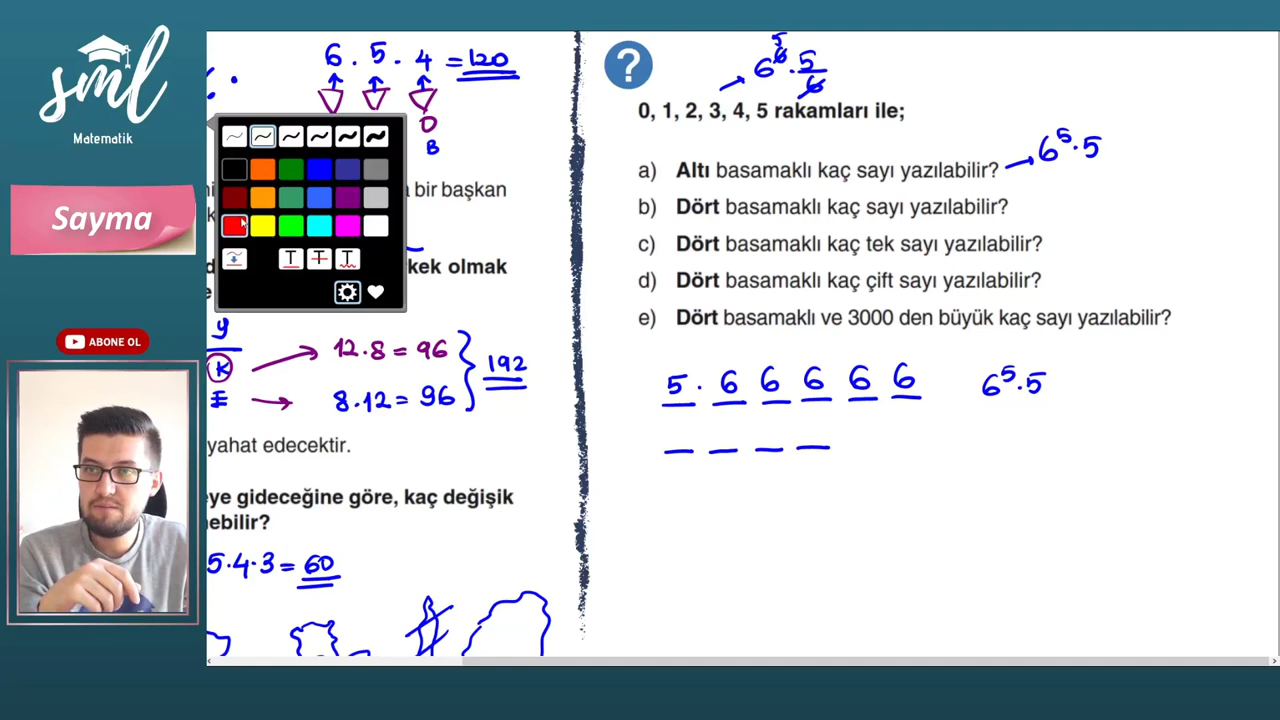 sml
Matematik
Sayma
ABONE OL
6 . 5 . 4 = 120
0
B
bir başkan
kek olmak
y
K
E
12.8 = 96
8.12 = 96
192
yahat edecektir.
eye gideceğine göre, kaç değişik
nebilir?
5.4.3 = 60
?
6⁶ . 5/6
5
0, 1, 2, 3, 4, 5 rakamları ile;
a) Altı basamaklı kaç sayı yazılabilir? → 6⁵.5
b) Dört basamaklı kaç sayı yazılabilir?
c) Dört basamaklı kaç tek sayı yazılabilir?
d) Dört basamaklı kaç çift sayı yazılabilir?
e) Dört basamaklı ve 3000 den büyük kaç sayı yazılabilir?
5 . 6 6 6 6 6 6⁵.5